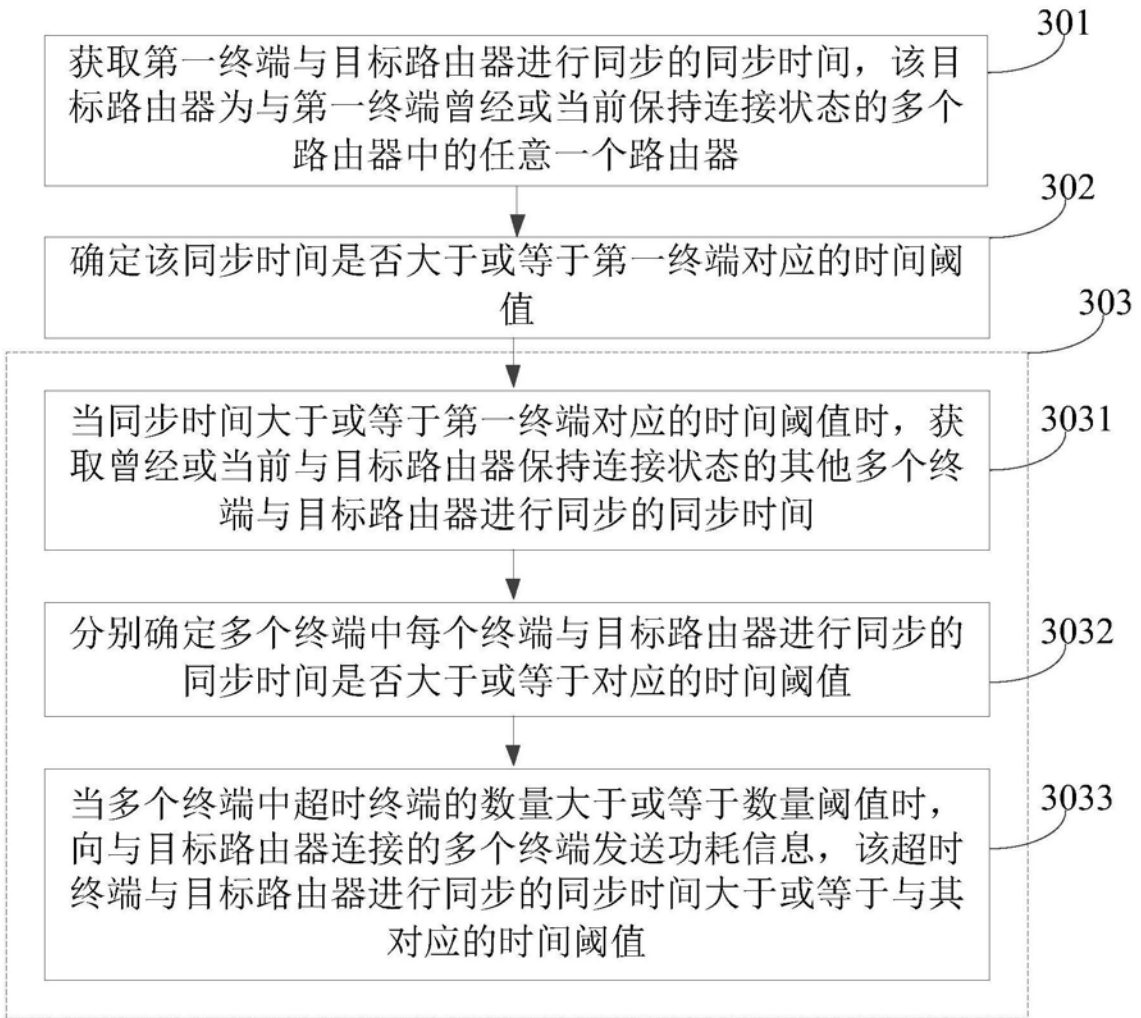 301
获取第一终端与目标路由器进行同步的同步时间，该目
标路由器为与第一终端曾经或当前保持连接状态的多个
路由器中的任意一个路由器
302
确定该同步时间是否大于或等于第一终端对应的时间阈
值
303
当同步时间大于或等于第一终端对应的时间阈值时，获
取曾经或当前与目标路由器保持连接状态的其他多个终
端与目标路由器进行同步的同步时间
3031
分别确定多个终端中每个终端与目标路由器进行同步的
同步时间是否大于或等于对应的时间阈值
3032
当多个终端中超时终端的数量大于或等于数量阈值时，
向与目标路由器连接的多个终端发送功耗信息，该超时
终端与目标路由器进行同步的同步时间大于或等于与其
对应的时间阈值
3033